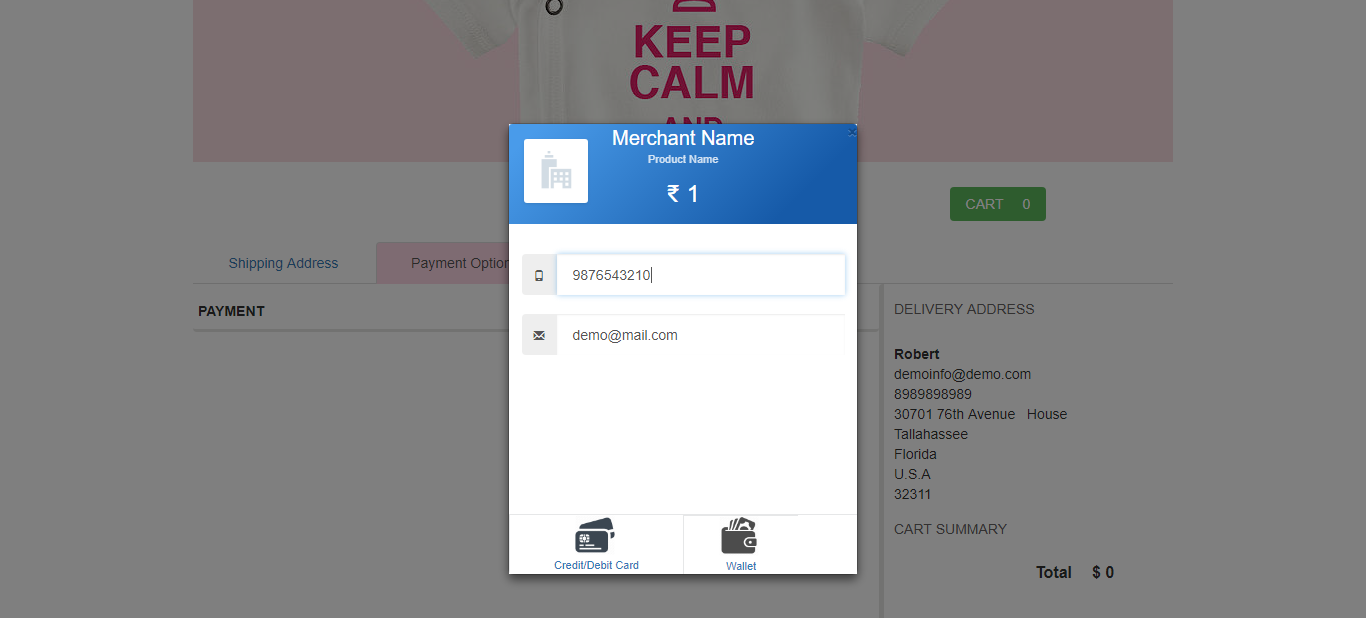 KEEP
CALM
AND
Merchant Name
Product Name
₹ 1
CART 0
Shipping Address
Payment Option
9876543210
demo@mail.com
PAYMENT
DELIVERY ADDRESS
Robert
demoinfo@demo.com
8989898989
30701 76th Avenue House
Tallahassee
Florida
U.S.A
32311
CART SUMMARY
Total $ 0
Credit/Debit Card
Wallet